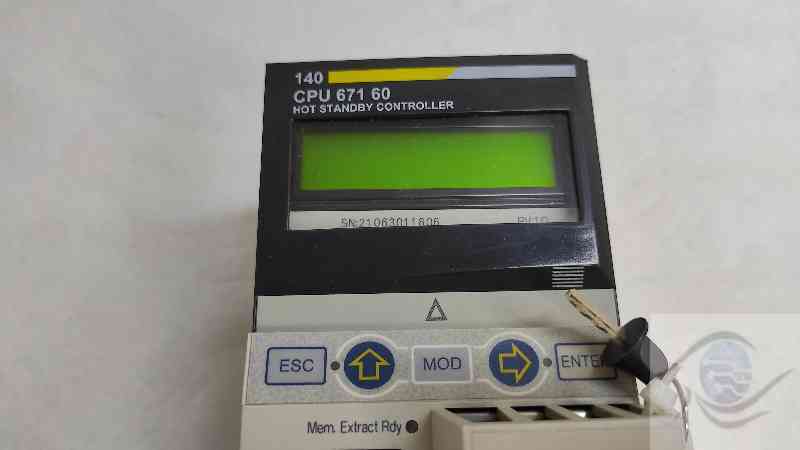 140
CPU 671 60
HOT STANDBY CONTROLLER
SN:21063011806
ESC
MOD
ENTER
Mem. Extract Rdy